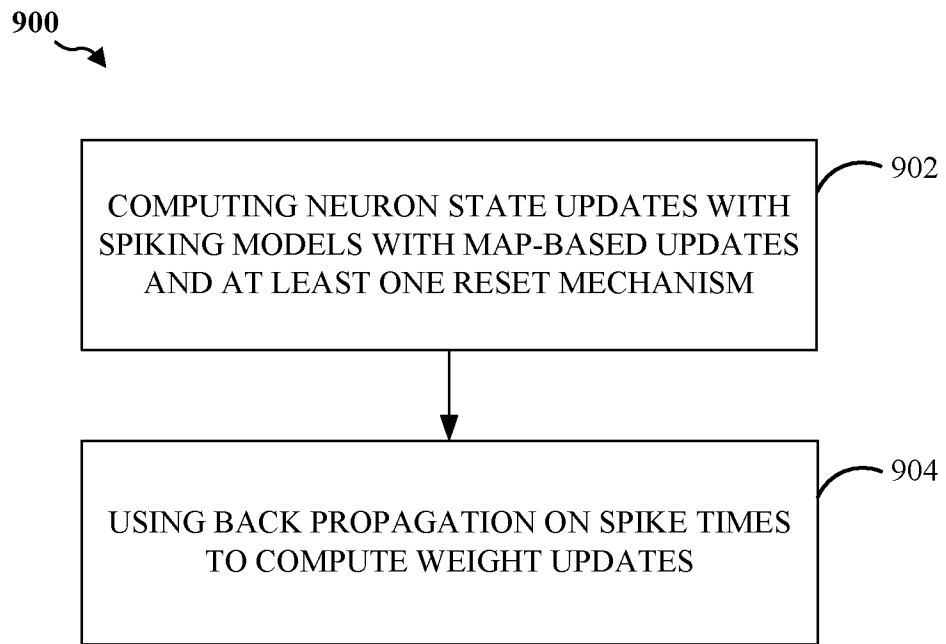 900
COMPUTING NEURON STATE UPDATES WITH
SPIKING MODELS WITH MAP-BASED UPDATES
AND AT LEAST ONE RESET MECHANISM
902
USING BACK PROPAGATION ON SPIKE TIMES
TO COMPUTE WEIGHT UPDATES
904